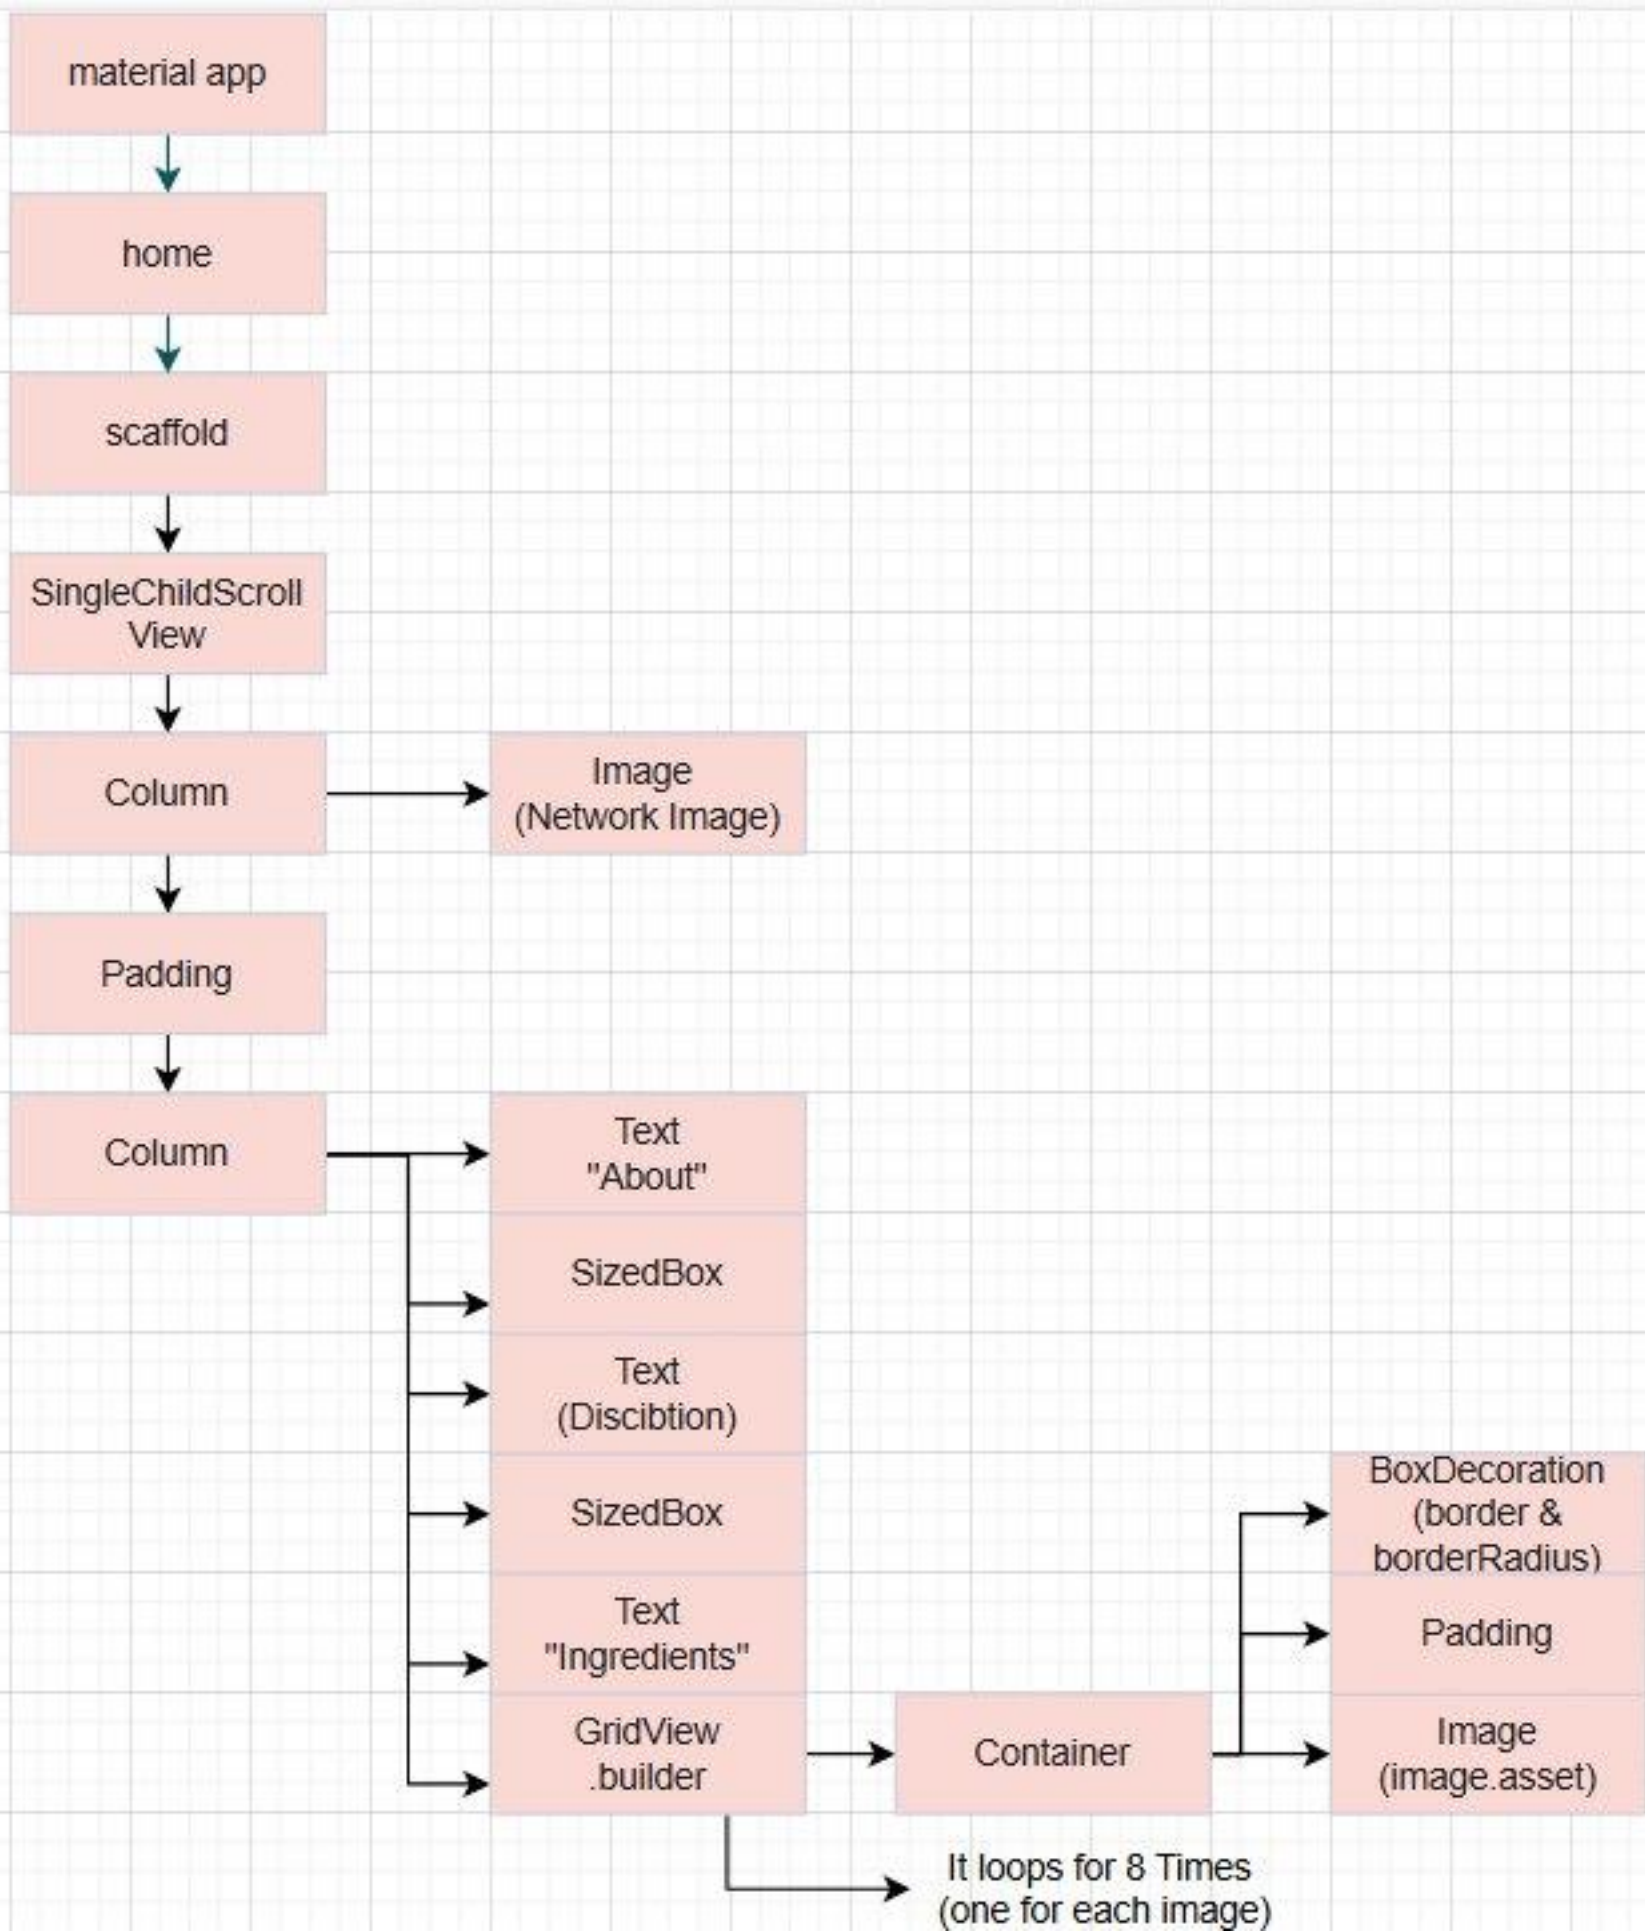 material app
home
scaffold
SingleChildScroll
View
Column
Image
(Network Image)
Padding
Column
Text
"About"
SizedBox
Text
(Discibtion)
SizedBox
Text
"Ingredients"
GridView
.builder
Container
BoxDecoration
(border &
borderRadius)
Padding
Image
(image.asset)
It loops for 8 Times
(one for each image)